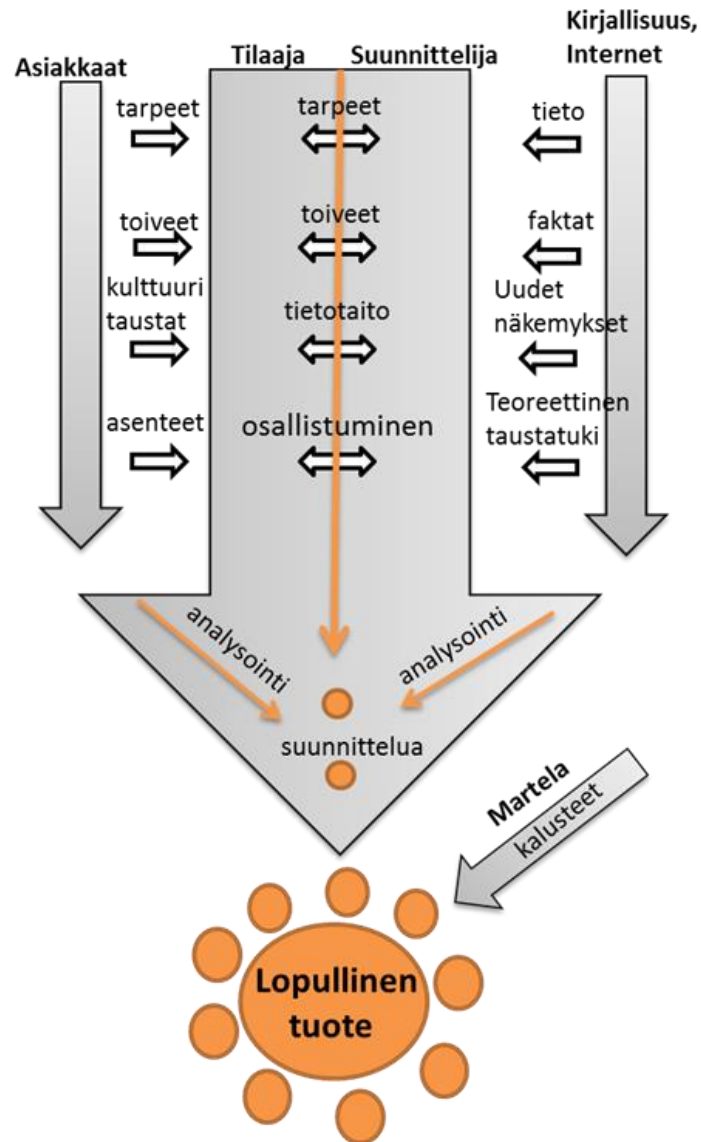 Kirjallisuus,
Internet
Asiakkaat
Tilaaja
Suunnittelija
tarpeet
tarpeet
tieto
toiveet
toiveet
faktat
kulttuuri
taustat
tietotaito
Uudet
näkemykset
asenteet
osallistuminen
Teoreettinen
taustatuki
analysointi
analysointi
suunnittelua
Martela
kalusteet
Lopullinen
tuote